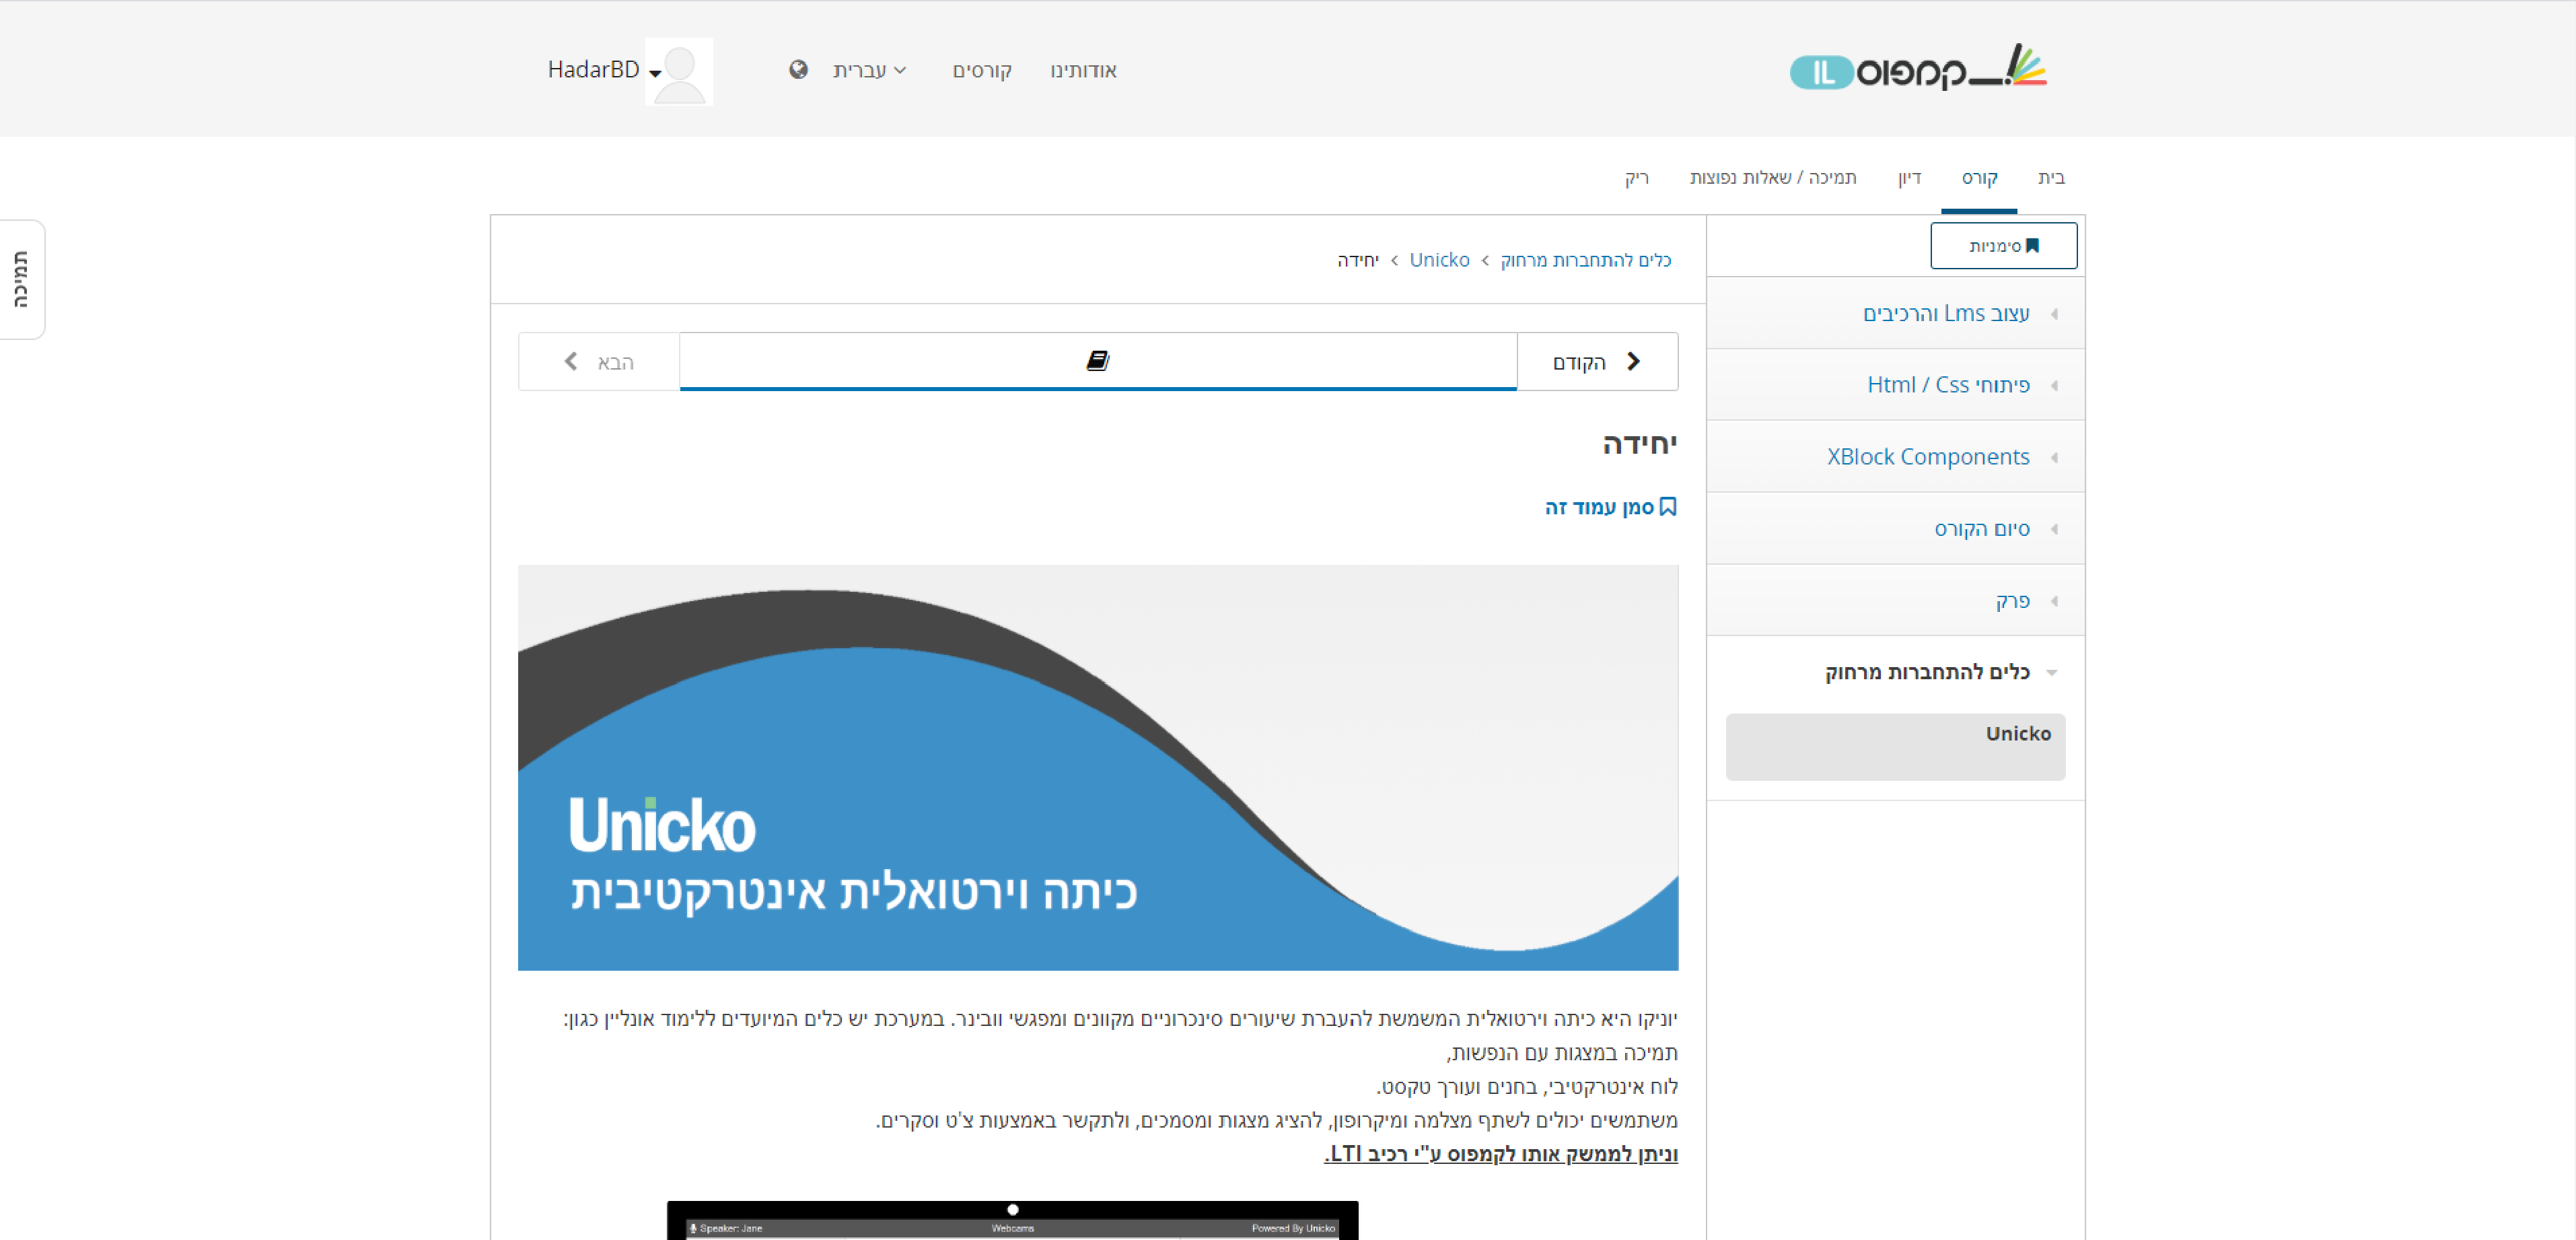 קמפוס IL
אודותינו
קורסים
עברית
HadarBD
בית
קורס
דיון
תמיכה / שאלות נפוצות
ריק
תמיכה
סימניות
עצוב Lms והרכיבים
פיתוחי Html / Css
XBlock Components
סיום הקורס
פרק
כלים להתחברות מרחוק
Unicko
כלים להתחברות מרחוק > Unicko > יחידה
הקודם
הבא
יחידה
סמן עמוד זה
Unicko
כיתה וירטואלית אינטרקטיבית
יוניקו היא כיתה וירטואלית המשמשת להעברת שיעורים סינכרוניים מקוונים ומפגשי וובינר. במערכת יש כלים המיועדים ללימוד אונליין כגון:
תמיכה במצגות עם הנפשות,
לוח אינטרקטיבי, בחנים ועורך טקסט.
משתמשים יכולים לשתף מצלמה ומיקרופון, להציג מצגות ומסמכים, ולתקשר באמצעות צ'ט וסקרים.
וניתן לממשק אותו לקמפוס ע"י רכיב LTI.
Speaker: Jane
Webcams
Powered By Unicko